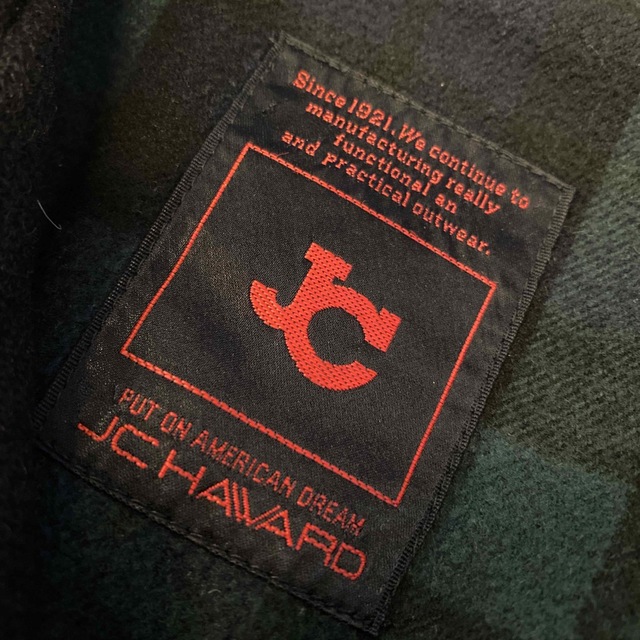 Since 1921. We continue to
manufacturing really
functional an
and practical outwear.
JC
PUT ON AMERICAN DREAM
JC HAVARD